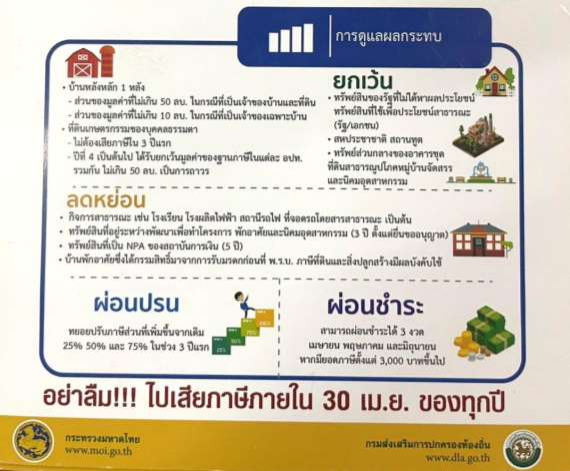 การดูแลผลกระทบ
• บ้านหลังหลัก 1 หลัง
- ส่วนของมูลค่าที่ไม่เกิน 50 ลบ. ในกรณีที่เป็นเจ้าของบ้านและที่ดิน
- ส่วนของมูลค่าที่ไม่เกิน 10 ลบ. ในกรณีที่เป็นเจ้าของเฉพาะบ้าน
• ที่ดินเกษตรกรรมของบุคคลธรรมดา
- ไม่ต้องเสียภาษีใน 3 ปีแรก
- ปีที่ 4 เป็นต้นไป ได้รับยกเว้นมูลค่าของฐานภาษีในแต่ละ อปท.
รวมกัน ไม่เกิน 50 ลบ. เป็นการถาวร
ยกเว้น
• ทรัพย์สินของรัฐที่ไม่ได้หาผลประโยชน์
ทรัพย์สินที่ใช้เพื่อประโยชน์สาธารณะ
(รัฐ/เอกชน)
• สหประชาชาติ สถานทูต
• ทรัพย์ส่วนกลางของอาคารชุด
ที่ดินสาธารณูปโภคหมู่บ้านจัดสรร
และนิคมอุตสาหกรรม
ลดหย่อน
• กิจการสาธารณะ เช่น โรงเรียน โรงผลิตไฟฟ้า สถานีรถไฟ ที่จอดรถโดยสารสาธารณะ เป็นต้น
• ทรัพย์สินที่อยู่ระหว่างพัฒนาเพื่อทำโครงการ พักอาศัยและนิคมอุตสาหกรรม (3 ปี ตั้งแต่ยื่นขออนุญาต)
• ทรัพย์สินที่เป็น NPA ของสถาบันการเงิน (5 ปี)
• บ้านพักอาศัยซึ่งได้กรรมสิทธิ์มาจากการรับมรดกก่อนที่ พ.ร.บ. ภาษีที่ดินและสิ่งปลูกสร้างมีผลบังคับใช้
ผ่อนปรน
ทยอยปรับภาษีส่วนที่เพิ่มขึ้นจากเดิม
25% 50% และ 75% ในช่วง 3 ปีแรก
25%
50%
75%
ผ่อนชำระ
สามารถผ่อนชำระได้ 3 งวด
เมษายน พฤษภาคม และมิถุนายน
หากมียอดภาษีตั้งแต่ 3,000 บาทขึ้นไป
อย่าลืม!!! ไปเสียภาษีภายใน 30 เม.ย. ของทุกปี
กระทรวงมหาดไทย
www.moi.go.th
กรมส่งเสริมการปกครองท้องถิ่น
www.dla.go.th